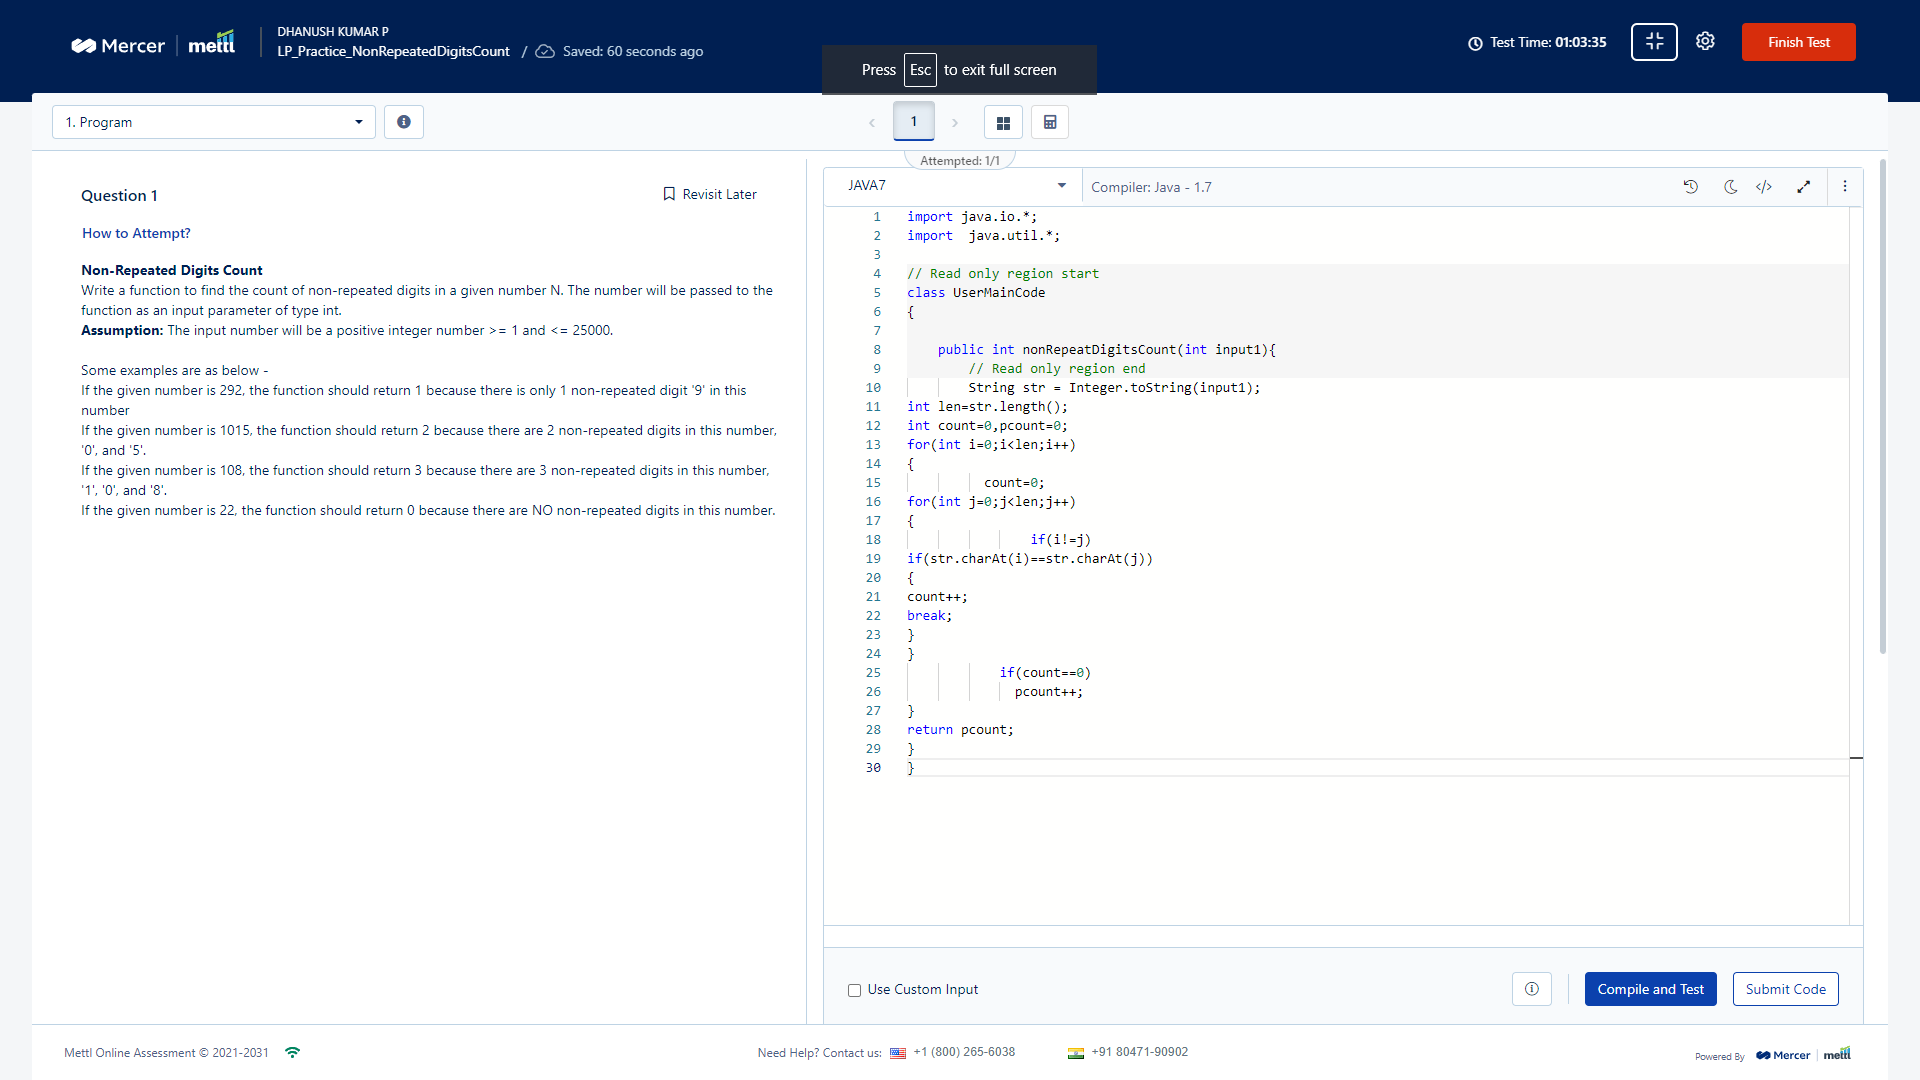 Mercer mettl
DHANUSH KUMAR P
LP_Practice_NonRepeatedDigitsCount / Saved: 60 seconds ago
Press Esc to exit full screen
Test Time: 01:03:35
Finish Test
1. Program
1
Attempted: 1/1
Question 1
Revisit Later
How to Attempt?
Non-Repeated Digits Count
Write a function to find the count of non-repeated digits in a given number N. The number will be passed to the
function as an input parameter of type int.
Assumption: The input number will be a positive integer number >= 1 and <= 25000.
Some examples are as below -
If the given number is 292, the function should return 1 because there is only 1 non-repeated digit '9' in this
number
If the given number is 1015, the function should return 2 because there are 2 non-repeated digits in this number,
'0', and '5'.
If the given number is 108, the function should return 3 because there are 3 non-repeated digits in this number,
'1', '0', and '8'.
If the given number is 22, the function should return 0 because there are NO non-repeated digits in this number.
JAVA7
Compiler: Java - 1.7
1 import java.io.*;
2 import  java.util.*;
3
4 // Read only region start
5 class UserMainCode
6 {
7
8     public int nonRepeatDigitsCount(int input1){
9         // Read only region end
10         String str = Integer.toString(input1);
11 int len=str.length();
12 int count=0,pcount=0;
13 for(int i=0;i<len;i++)
14 {
15           count=0;
16 for(int j=0;j<len;j++)
17 {
18                 if(i!=j)
19 if(str.charAt(i)==str.charAt(j))
20 {
21 count++;
22 break;
23 }
24 }
25             if(count==0)
26               pcount++;
27 }
28 return pcount;
29 }
30 }
Use Custom Input
Compile and Test
Submit Code
Mettl Online Assessment © 2021-2031
Need Help? Contact us: +1 (800) 265-6038
+91 80471-90902
Powered By Mercer mettl